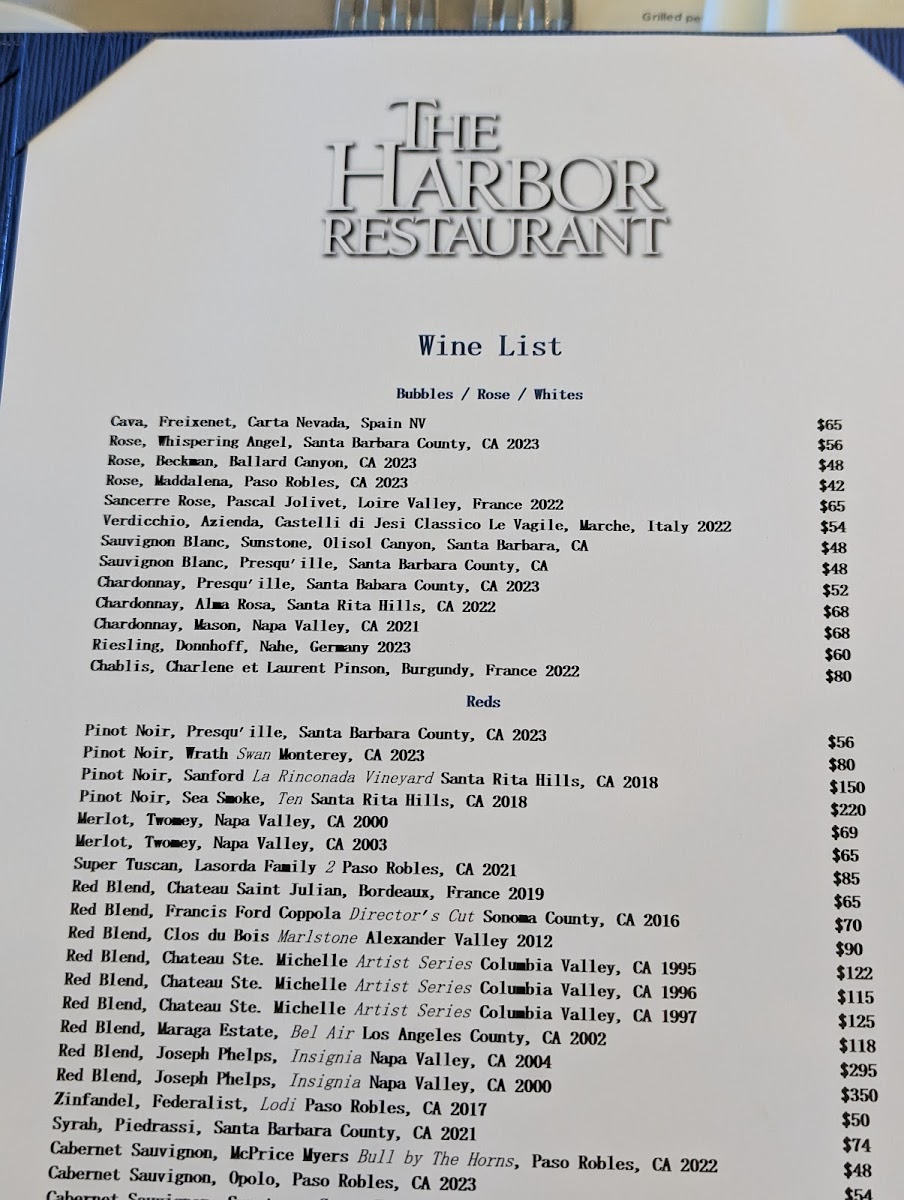 Grilled
THE
HARBOR
RESTAURANT
Wine List
Bubbles / Rose / Whites
Cava, Freixenet, Carta Nevada, Spain NV $65
Rose, Whispering Angel, Santa Barbara County, CA 2023 $56
Rose, Beckman, Ballard Canyon, CA 2023 $48
Rose, Maddalena, Paso Robles, CA 2023 $42
Sancerre Rose, Pascal Jolivet, Loire Valley, France 2022 $65
Verdicchio, Azienda, Castelli di Jesi Classico Le Vagile, Marche, Italy 2022 $54
Sauvignon Blanc, Sunstone, Olisol Canyon, Santa Barbara, CA $48
Sauvignon Blanc, Presqu'ille, Santa Barbara County, CA $48
Chardonnay, Presqu'ille, Santa Babara County, CA 2023 $52
Chardonnay, Alma Rosa, Santa Rita Hills, CA 2022 $68
Chardonnay, Mason, Napa Valley, CA 2021 $68
Riesling, Donnhoff, Nahe, Germany 2023 $60
Chablis, Charlene et Laurent Pinson, Burgundy, France 2022 $80
Reds
Pinot Noir, Presqu'ille, Santa Barbara County, CA 2023 $56
Pinot Noir, Wrath Swan Monterey, CA 2023 $80
Pinot Noir, Sanford La Rinconada Vineyard Santa Rita Hills, CA 2018 $150
Pinot Noir, Sea Smoke, Ten Santa Rita Hills, CA 2018 $220
Merlot, Twomey, Napa Valley, CA 2000 $69
Merlot, Twomey, Napa Valley, CA 2003 $65
Super Tuscan, Lasorda Family 2 Paso Robles, CA 2021 $85
Red Blend, Chateau Saint Julian, Bordeaux, France 2019 $65
Red Blend, Francis Ford Coppola Director's Cut Sonoma County, CA 2016 $70
Red Blend, Clos du Bois Marlstone Alexander Valley 2012 $90
Red Blend, Chateau Ste. Michelle Artist Series Columbia Valley, CA 1995 $122
Red Blend, Chateau Ste. Michelle Artist Series Columbia Valley, CA 1996 $115
Red Blend, Chateau Ste. Michelle Artist Series Columbia Valley, CA 1997 $125
Red Blend, Maraga Estate, Bel Air Los Angeles County, CA 2002 $118
Red Blend, Joseph Phelps, Insignia Napa Valley, CA 2004 $295
Red Blend, Joseph Phelps, Insignia Napa Valley, CA 2000 $350
Zinfandel, Federalist, Lodi Paso Robles, CA 2017 $50
Syrah, Piedrassi, Santa Barbara County, CA 2021 $74
Cabernet Sauvignon, McPrice Myers Bull by The Horns, Paso Robles, CA 2022 $48
Cabernet Sauvignon, Opolo, Paso Robles, CA 2023 $54
Cabernet Sauvignon,